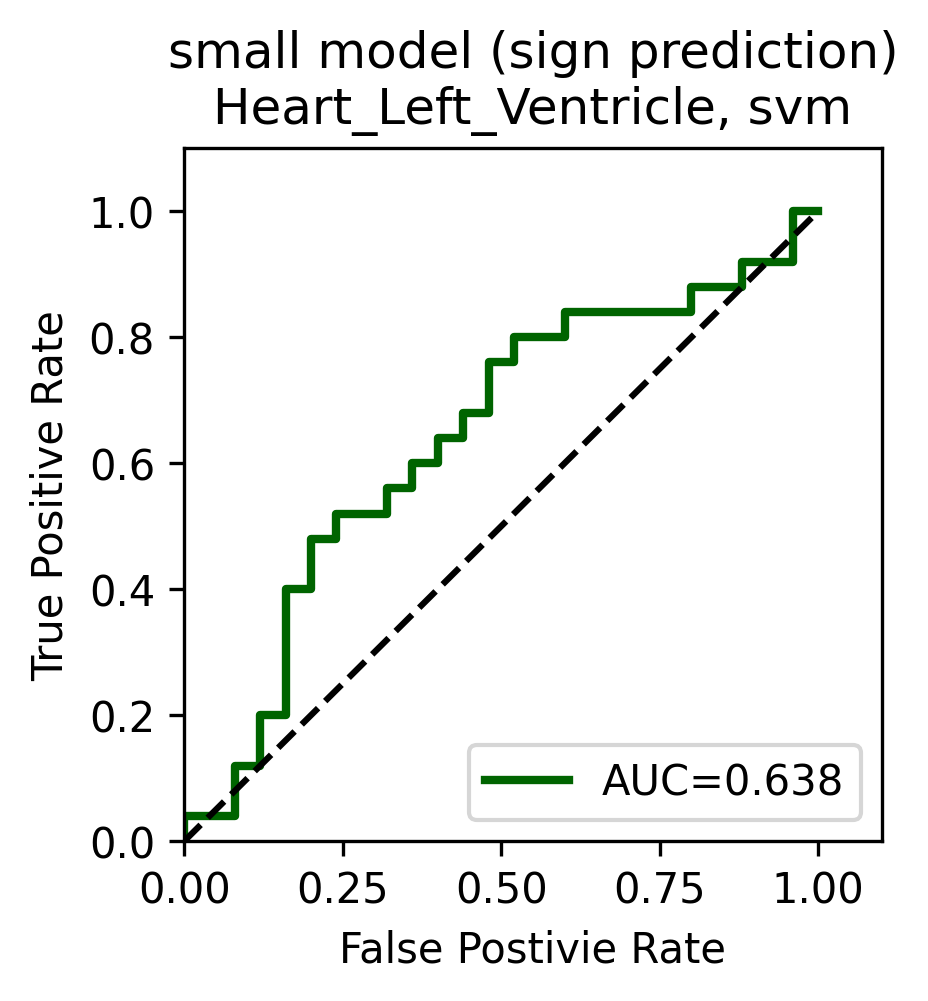 small model (sign prediction)
Heart_Left_Ventricle, svm
1.0
0.8
0.6
0.4
0.2
0.0
True Positive Rate
AUC=0.638
0.00 0.25 0.50 0.75 1.00
False Postivie Rate